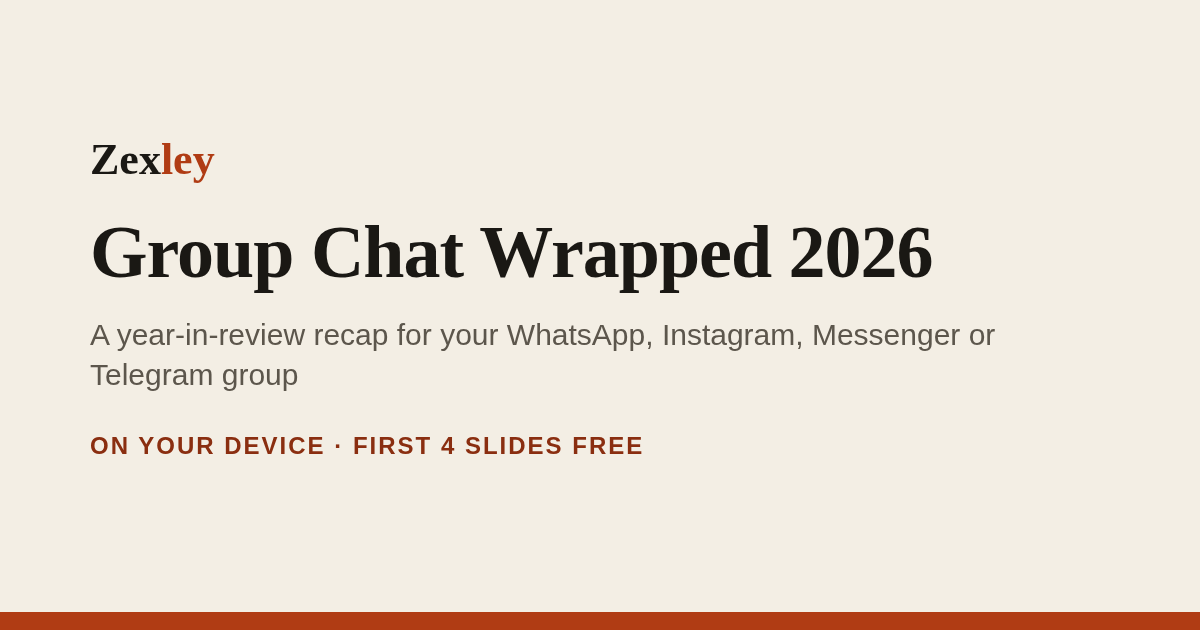 Zexley
Group Chat Wrapped 2026
A year-in-review recap for your WhatsApp, Instagram, Messenger or
Telegram group
ON YOUR DEVICE · FIRST 4 SLIDES FREE